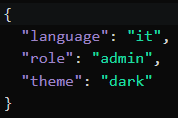 {
  "language": "it",
  "role": "admin",
  "theme": "dark"
}